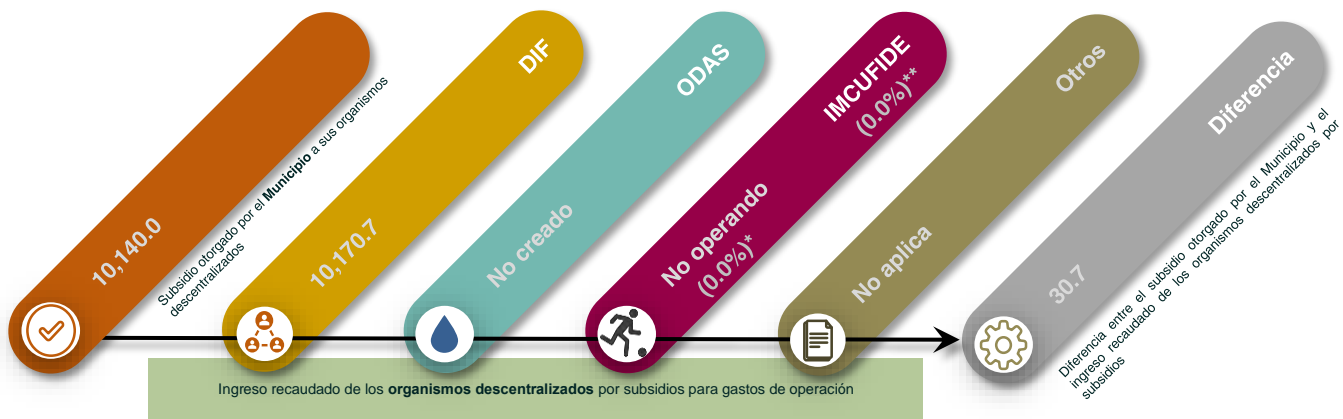 10,140.0
Subsidio otorgado por el Municipio a sus organismos
descentralizados
DIF
10,170.7
ODAS
No creado
IMCUFIDE
(0.0%)**
No operando
(0.0%)*
Otros
No aplica
Diferencia
30.7
Diferencia entre el subsidio otorgado por el Municipio y el
ingreso recaudado de los organismos descentralizados por
subsidios
Ingreso recaudado de los organismos descentralizados por subsidios para gastos de operación